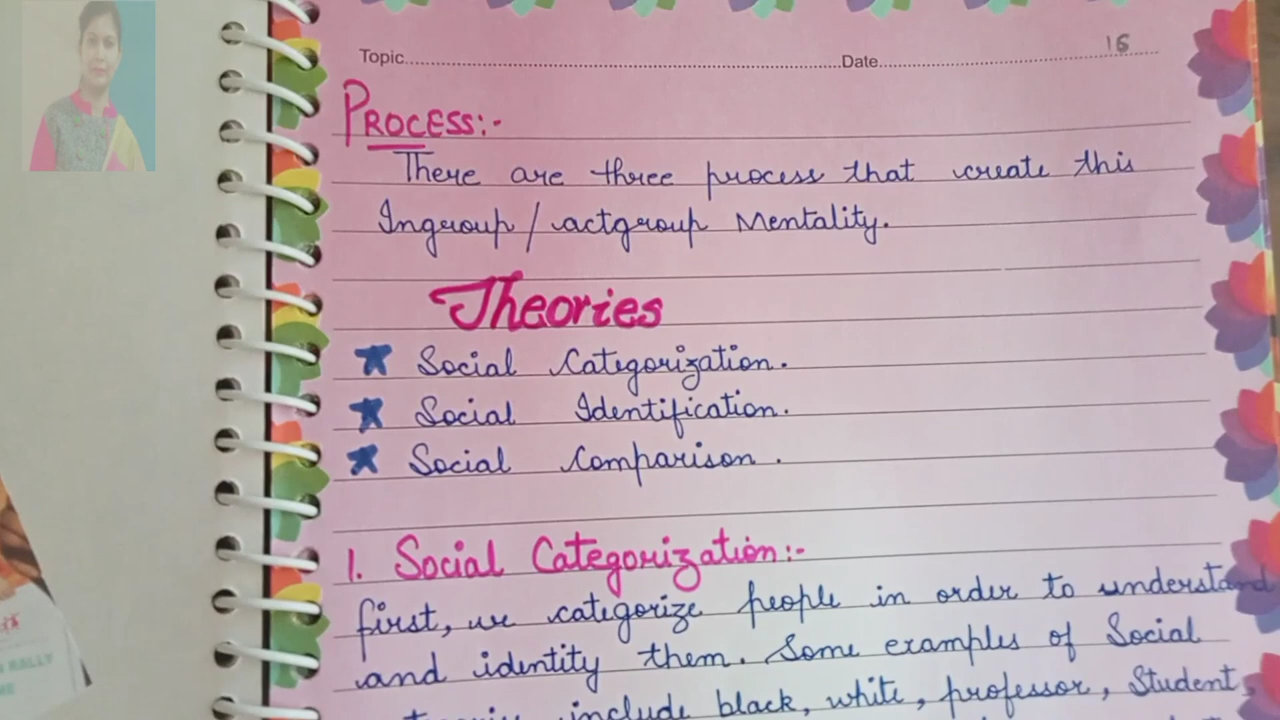 Topic Date 16
PROCESS:-
There are three process that create this
Ingroup / actgroup Mentality.
Theories
Social Categorization.
Social Identification.
Social Comparison.
1. Social Categorization:-
first, we categorize people in order to understand
and identity them. Some examples of Social
include black, white, professor, Student,
RALLY